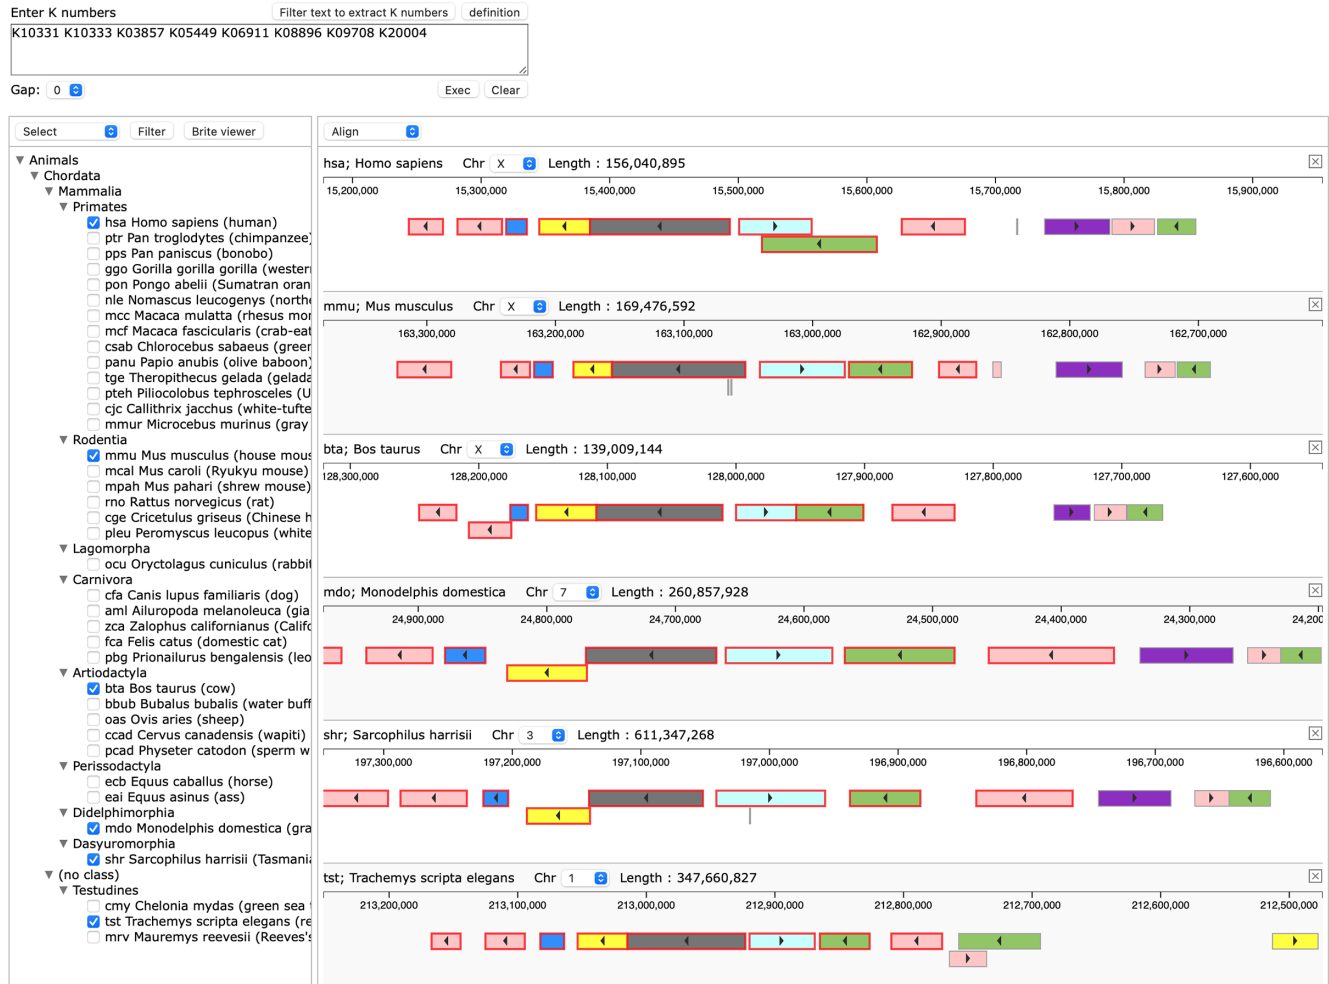 Enter K numbers
Filter text to extract K numbers
definition
K10331 K10333 K03857 K05449 K06911 K08896 K09708 K20004
Gap: 0
Exec
Clear
Select
Filter
Brite viewer
Animals
Chordata
Mammalia
Primates
hsa Homo sapiens (human)
ptr Pan troglodytes (chimpanzee)
pps Pan paniscus (bonobo)
ggo Gorilla gorilla gorilla (wester
pon Pongo abelii (Sumatran oran
nle Nomascus leucogenys (north
mcc Macaca mulatta (rhesus mor
mcf Macaca fascicularis (crab-eat
csab Chlorocebus sabaeus (greer
panu Papio anubis (olive baboon)
tge Theropithecus gelada (gelada
pteh Piliocolobus tephrosceles (U
cjc Callithrix jacchus (white-tufte
mmur Microcebus murinus (gray
Rodentia
mmu Mus musculus (house mous
mcal Mus caroli (Ryukyu mouse)
mpah Mus pahari (shrew mouse)
rno Rattus norvegicus (rat)
cge Cricetulus griseus (Chinese h
pleu Peromyscus leucopus (white
Lagomorpha
ocu Oryctolagus cuniculus (rabbit
Carnivora
cfa Canis lupus familiaris (dog)
aml Ailuropoda melanoleuca (gia
zca Zalophus californianus (Califo
fca Felis catus (domestic cat)
pbg Prionailurus bengalensis (leo
Artiodactyla
bta Bos taurus (cow)
bbub Bubalus bubalis (water buff
oas Ovis aries (sheep)
ccad Cervus canadensis (wapiti)
pcad Physeter catodon (sperm w
Perissodactyla
ecb Equus caballus (horse)
eai Equus asinus (ass)
Didelphimorphia
mdo Monodelphis domestica (gra
Dasyuromorphia
shr Sarcophilus harrisii (Tasmania
(no class)
Testudines
cmy Chelonia mydas (green sea
tst Trachemys scripta elegans (re
mrv Mauremys reevesii (Reeves's
Align
hsa; Homo sapiens Chr X Length : 156,040,895
15,200,000 15,300,000 15,400,000 15,500,000 15,600,000 15,700,000 15,800,000 15,900,000
mmu; Mus musculus Chr X Length : 169,476,592
163,300,000 163,200,000 163,100,000 163,000,000 162,900,000 162,800,000 162,700,000
bta; Bos taurus Chr X Length : 139,009,144
128,300,000 128,200,000 128,100,000 128,000,000 127,900,000 127,800,000 127,700,000 127,600,000
mdo; Monodelphis domestica Chr 7 Length : 260,857,928
24,900,000 24,800,000 24,700,000 24,600,000 24,500,000 24,400,000 24,300,000 24,200
shr; Sarcophilus harrisii Chr 3 Length : 611,347,268
197,300,000 197,200,000 197,100,000 197,000,000 196,900,000 196,800,000 196,700,000 196,600,000
tst; Trachemys scripta elegans Chr 1 Length : 347,660,827
213,200,000 213,100,000 213,000,000 212,900,000 212,800,000 212,700,000 212,600,000 212,500,000